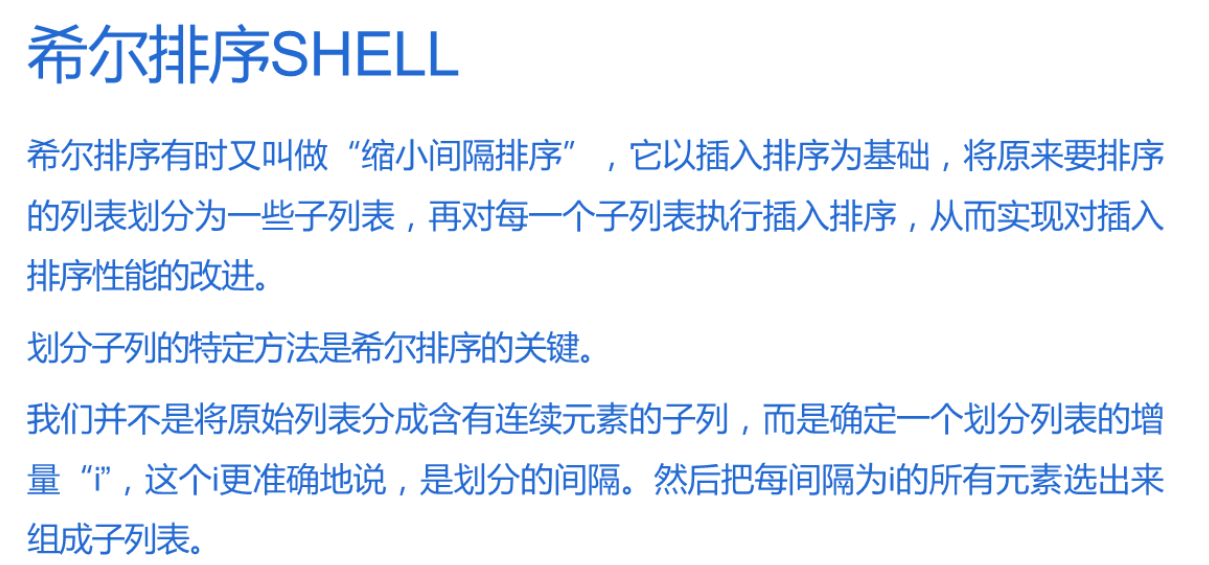 希尔排序SHELL
希尔排序有时又叫做“缩小间隔排序”，它以插入排序为基础，将原来要排序
的列表划分为一些子列表，再对每一个子列表执行插入排序，从而实现对插入
排序性能的改进。
划分子列的特定方法是希尔排序的关键。
我们并不是将原始列表分成含有连续元素的子列，而是确定一个划分列表的增
量“i”，这个i更准确地说，是划分的间隔。然后把每间隔为i的所有元素选出来
组成子列表。